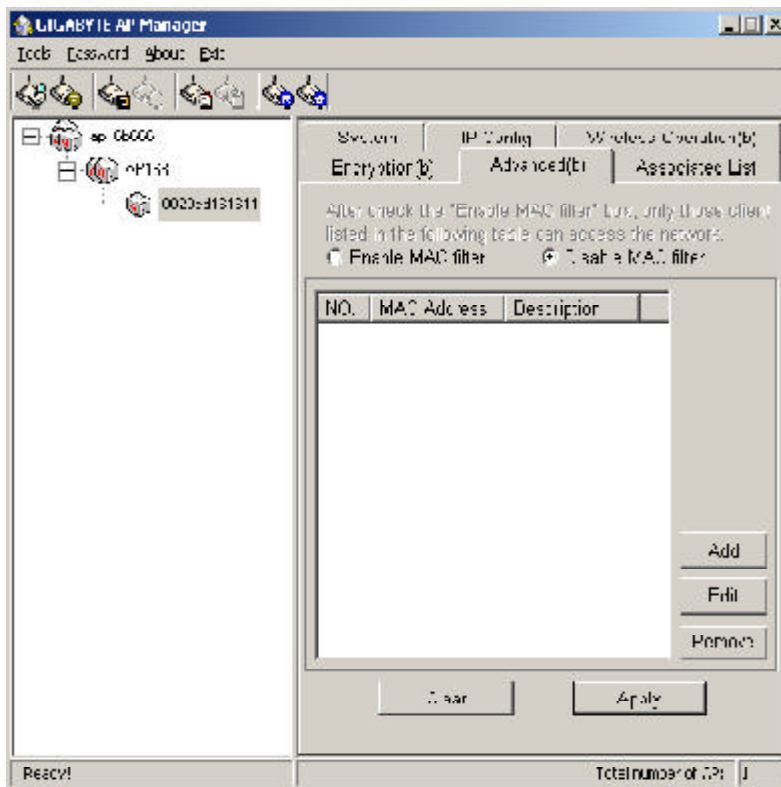 GIGABYTE AP Manager
Tools Password About Exit
System IP Config Wireless Operation(b)
Encryption(b) Advanced(b) Associated List
After check the "Enable MAC filter" box, only those client
listed in the following table can access the network.
Enable MAC filter Disable MAC filter
NO. MAC Address Description
Add
Edit
Remove
Clear Apply
Ready! Total number of AP: